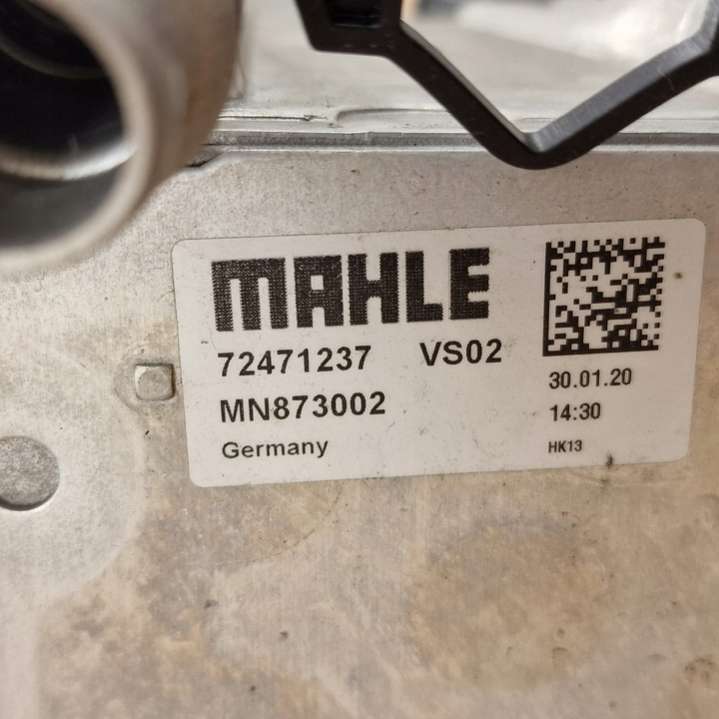 MAHLE
72471237 VS02
MN873002
Germany
30.01.20
14:30
HK13